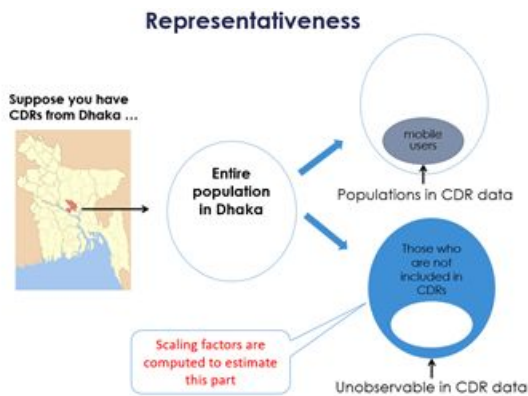 Representativeness
Suppose you have
CDRs from Dhaka ...
Entire
population
in Dhaka
mobile
users
Populations in CDR data
Those who
are not
included in
CDRs
Scaling factors are
computed to estimate
this part
Unobservable in CDR data